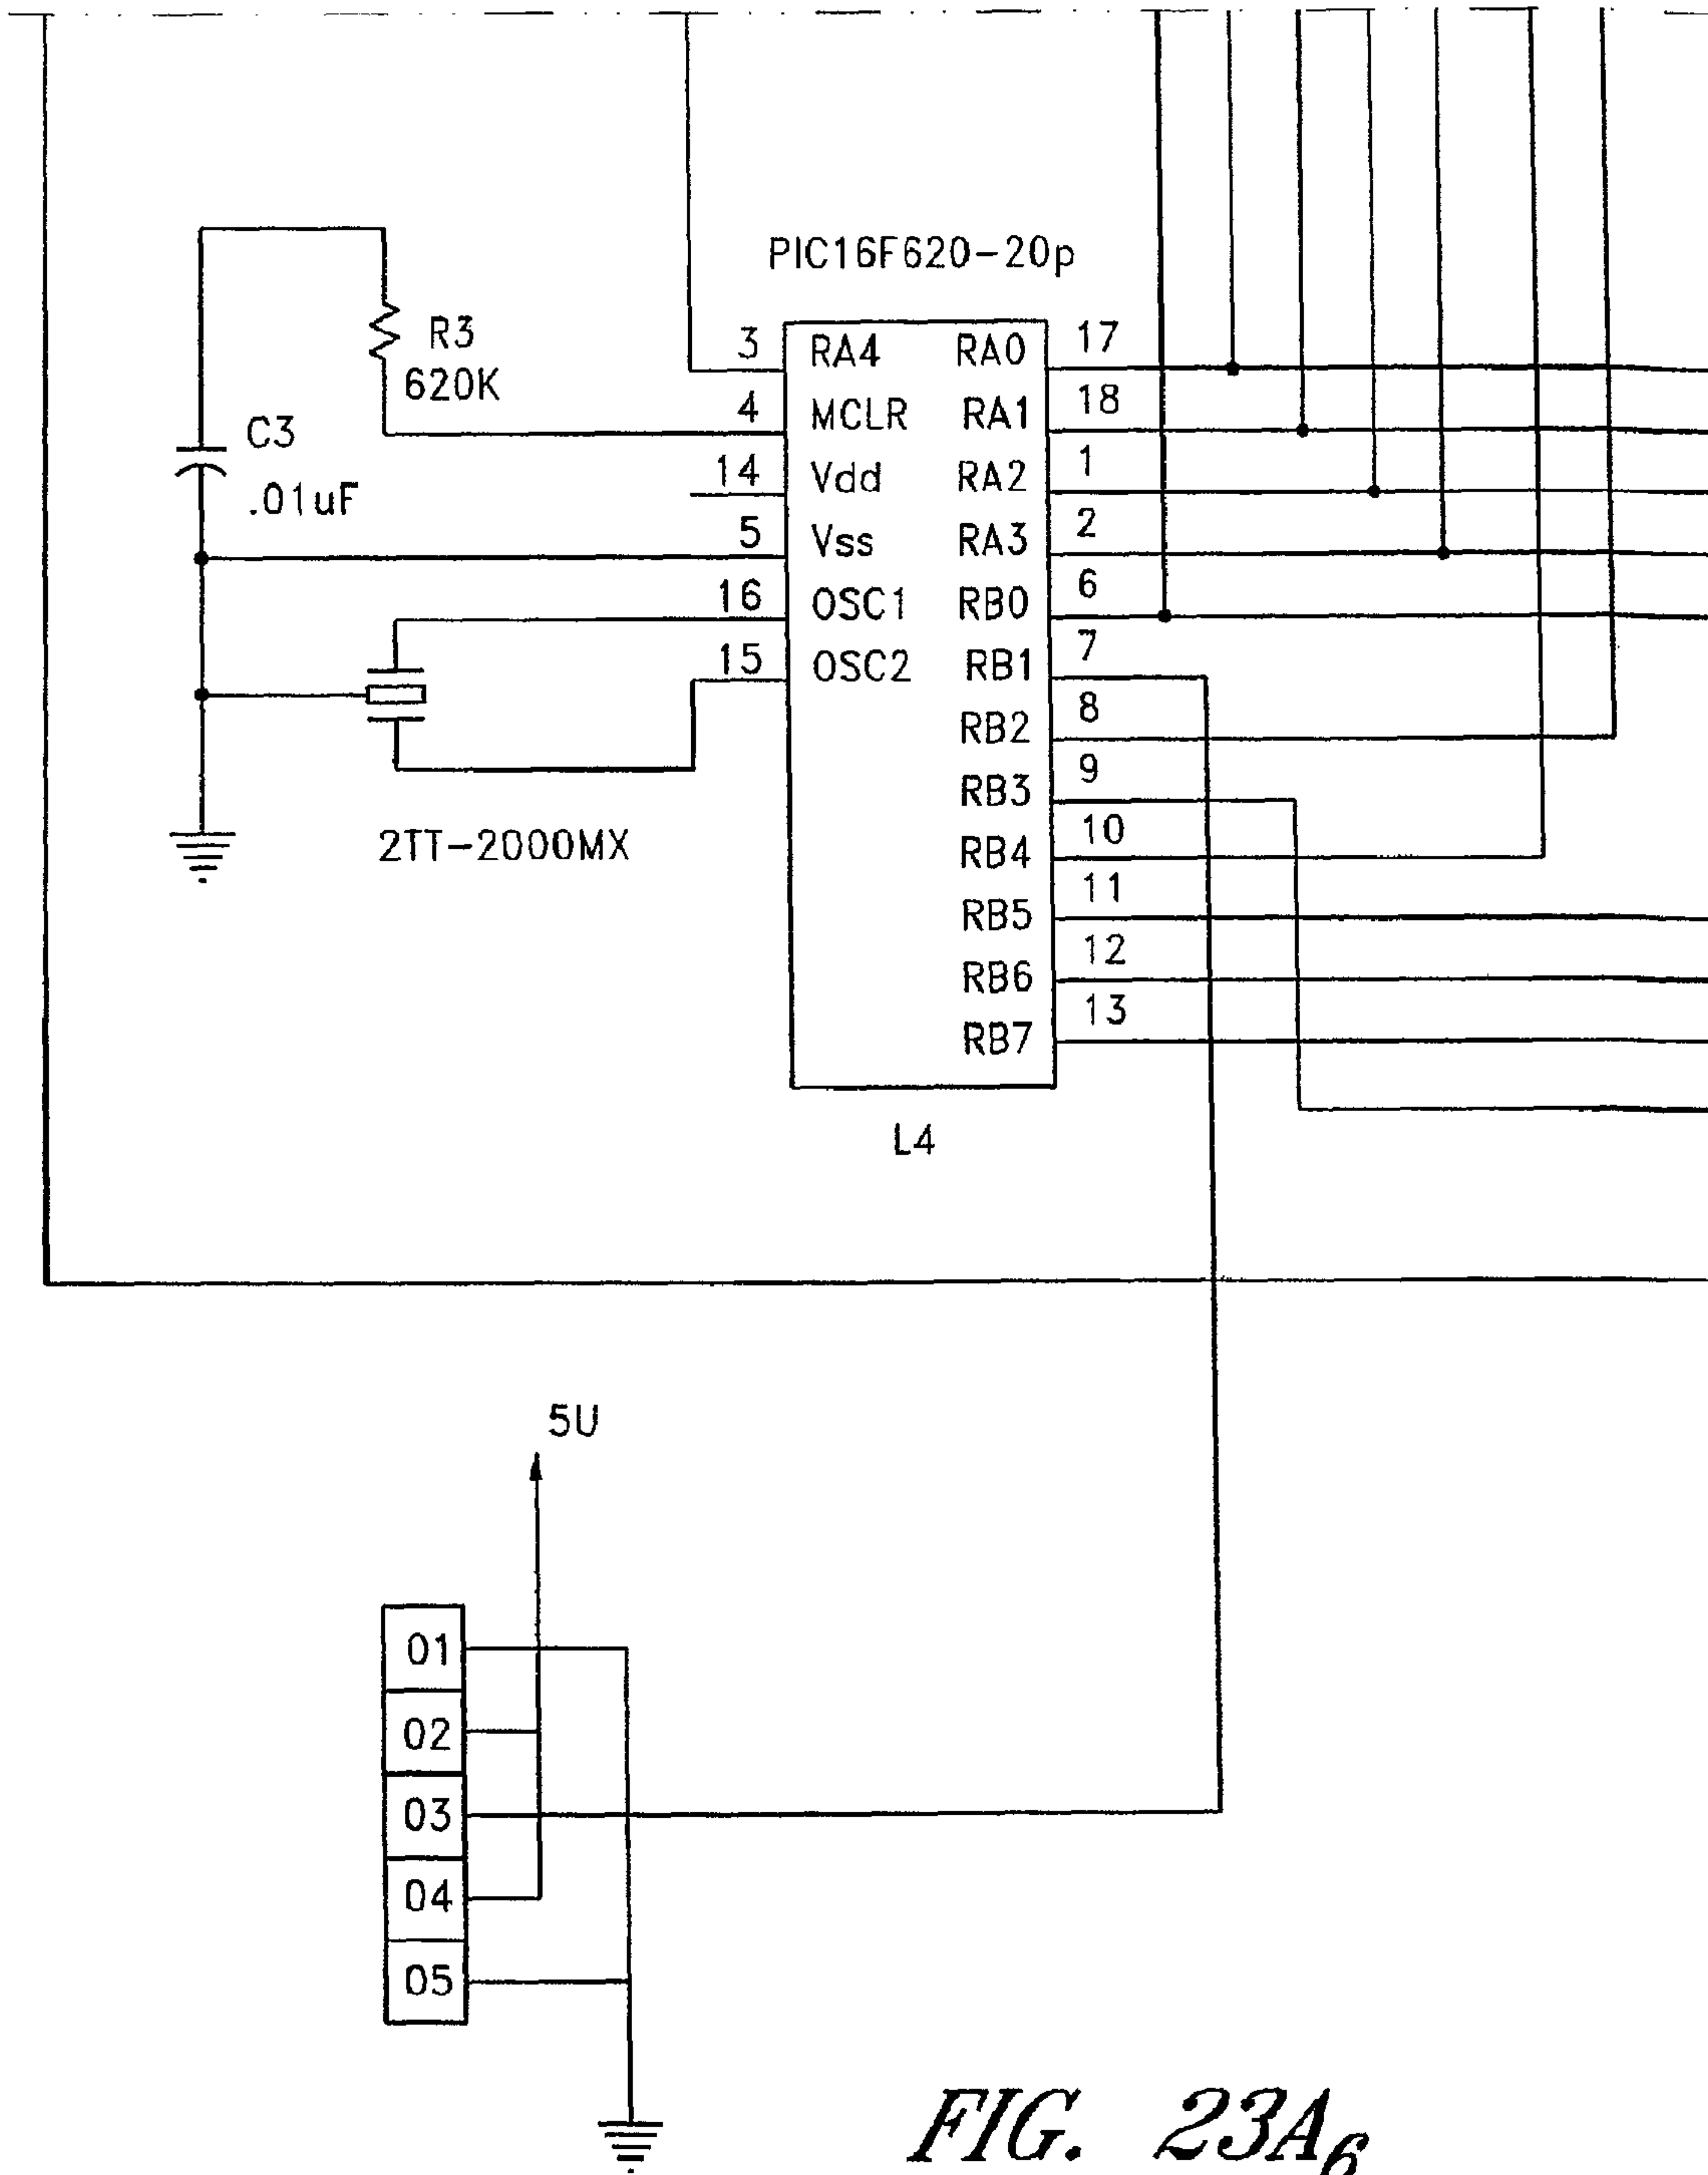 PIC16F620-20p
R3
620K
C3
.01uF
3 RA4 RA0 17
4 MCLR RA1 18
14 Vdd RA2 1
5 Vss RA3 2
16 OSC1 RB0 6
15 OSC2 RB1 7
RB2 8
RB3 9
RB4 10
RB5 11
RB6 12
RB7 13
2TT-2000MX
L4
5U
01
02
03
04
05
FIG. 23A6